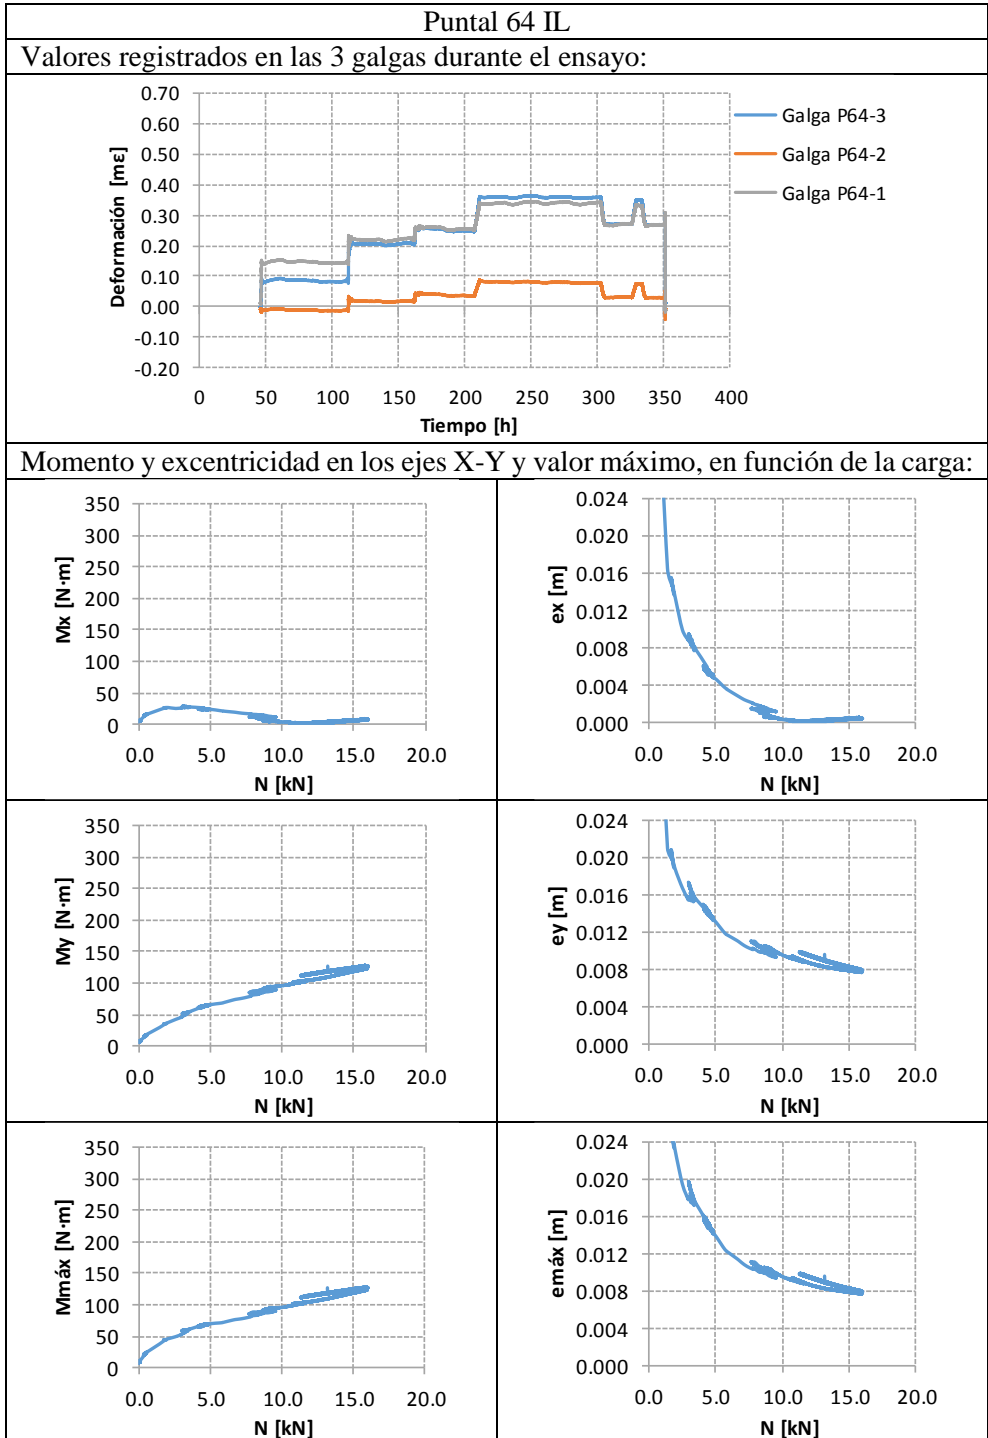 Puntal 64 IL
Valores registrados en las 3 galgas durante el ensayo:
0.70
0.60
0.50
0.40
0.30
0.20
0.10
0.00
-0.10
-0.20
Deformación [mε]
0 50 100 150 200 250 300 350 400
Tiempo [h]
Galga P64-3
Galga P64-2
Galga P64-1
Momento y excentricidad en los ejes X-Y y valor máximo, en función de la carga:
350
300
250
200
150
100
50
0
Mx [N·m]
0.0 5.0 10.0 15.0 20.0
N [kN]
0.024
0.020
0.016
0.012
0.008
0.004
0.000
ex [m]
0.0 5.0 10.0 15.0 20.0
N [kN]
350
300
250
200
150
100
50
0
My [N·m]
0.0 5.0 10.0 15.0 20.0
N [kN]
0.024
0.020
0.016
0.012
0.008
0.004
0.000
ey [m]
0.0 5.0 10.0 15.0 20.0
N [kN]
350
300
250
200
150
100
50
0
Mmáx [N·m]
0.0 5.0 10.0 15.0 20.0
N [kN]
0.024
0.020
0.016
0.012
0.008
0.004
0.000
emáx [m]
0.0 5.0 10.0 15.0 20.0
N [kN]